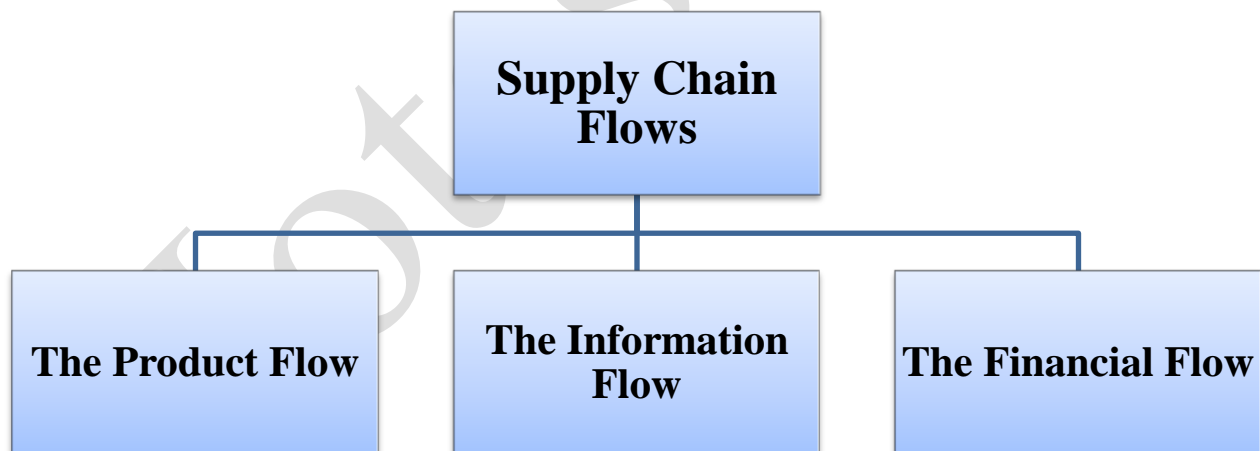 Supply Chain
Flows
The Product Flow
The Information
Flow
The Financial Flow